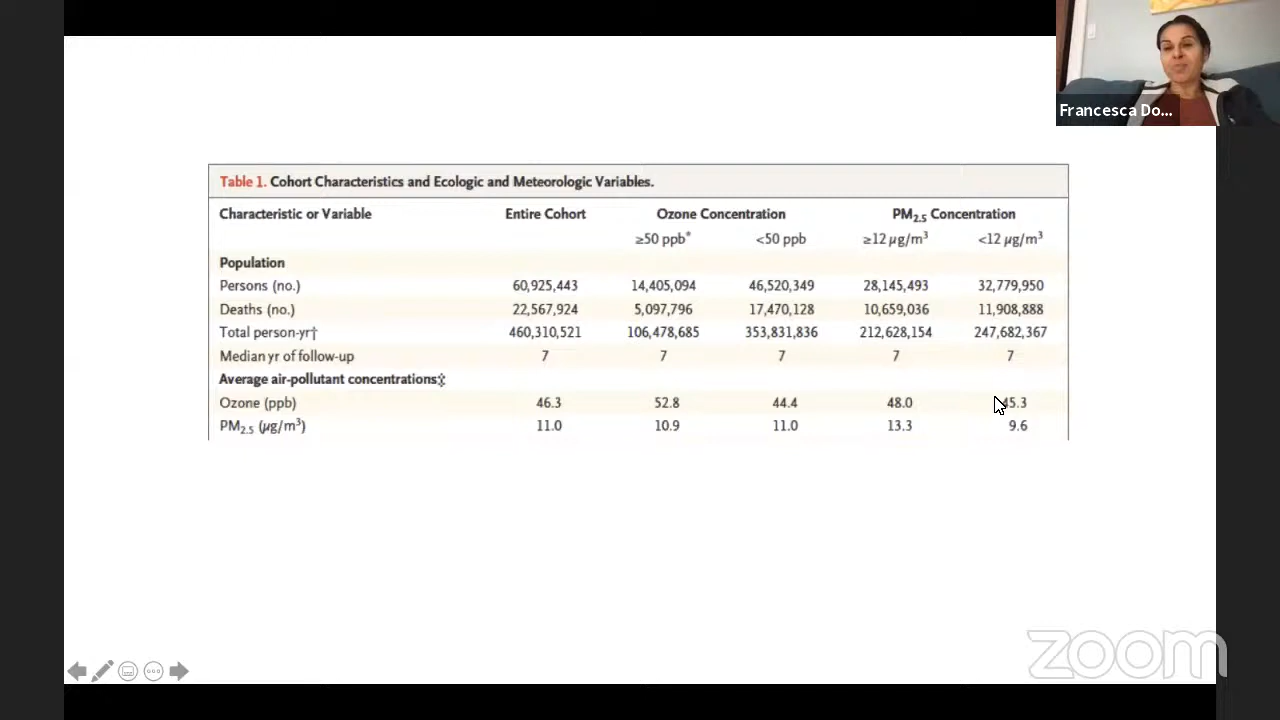 Francesca Do...
Table 1. Cohort Characteristics and Ecologic and Meteorologic Variables.
Characteristic or Variable Entire Cohort Ozone Concentration PM2.5 Concentration
≥50 ppb* <50 ppb ≥12 μg/m³ <12 μg/m³
Population
Persons (no.) 60,925,443 14,405,094 46,520,349 28,145,493 32,779,950
Deaths (no.) 22,567,924 5,097,796 17,470,128 10,659,036 11,908,888
Total person-yr† 460,310,521 106,478,685 353,831,836 212,628,154 247,682,367
Median yr of follow-up 7 7 7 7 7
Average air-pollutant concentrations‡
Ozone (ppb) 46.3 52.8 44.4 48.0 45.3
PM2.5 (μg/m³) 11.0 10.9 11.0 13.3 9.6
zoom